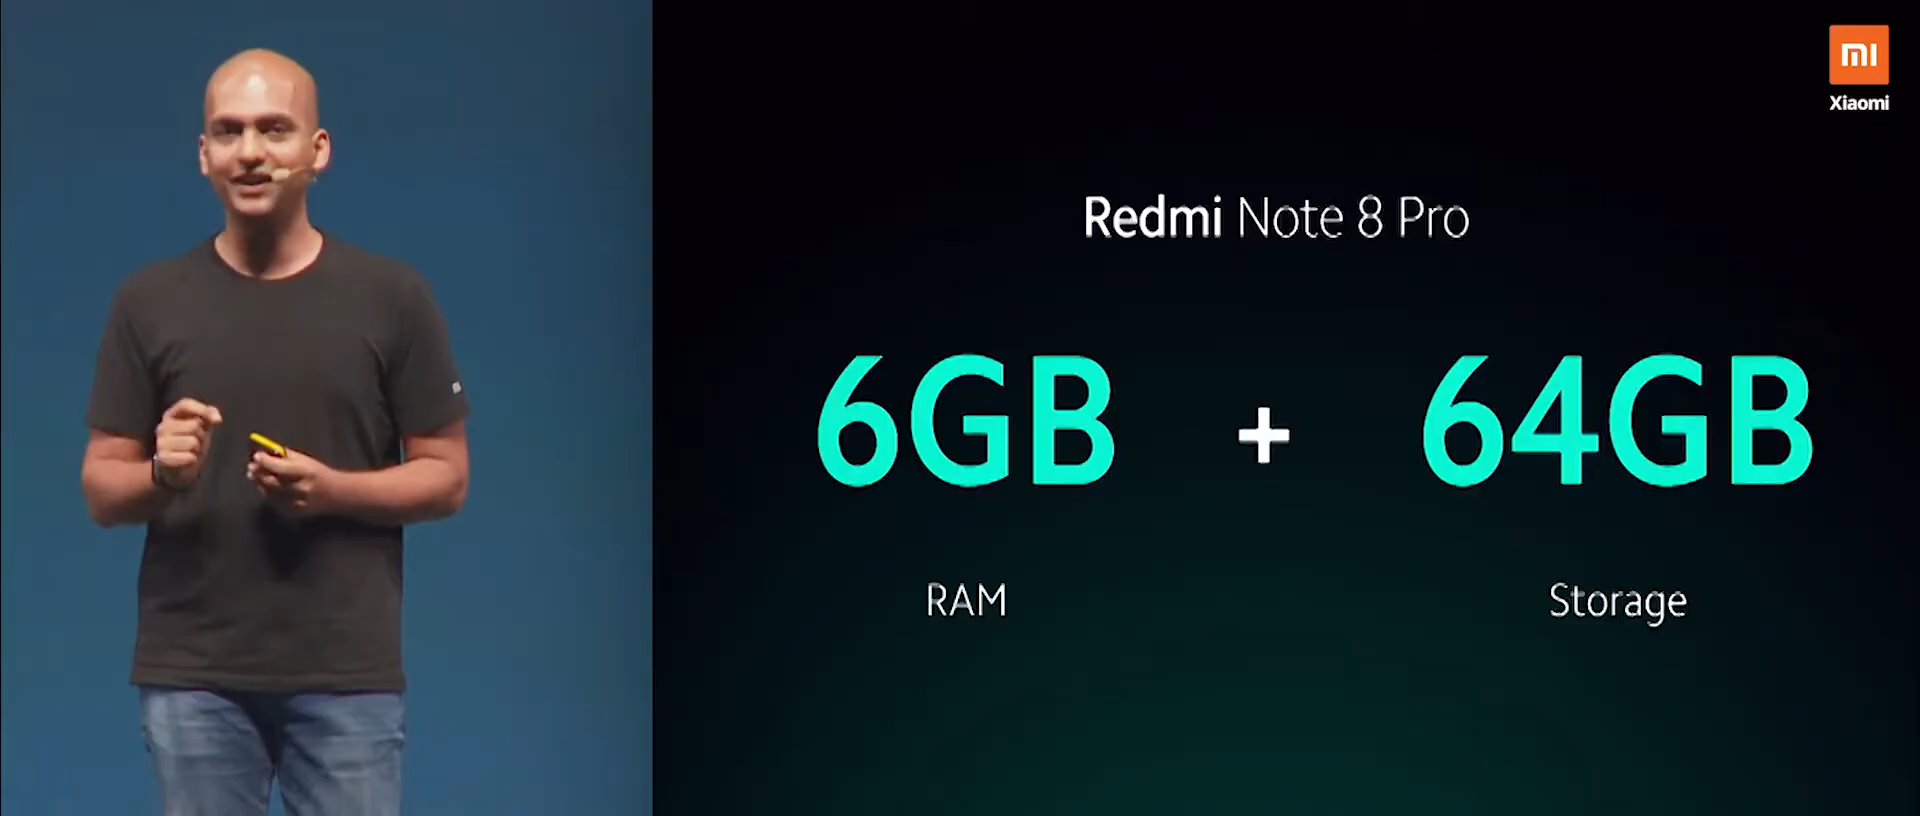 mi
Xiaomi
Redmi Note 8 Pro
6GB + 64GB
RAM Storage